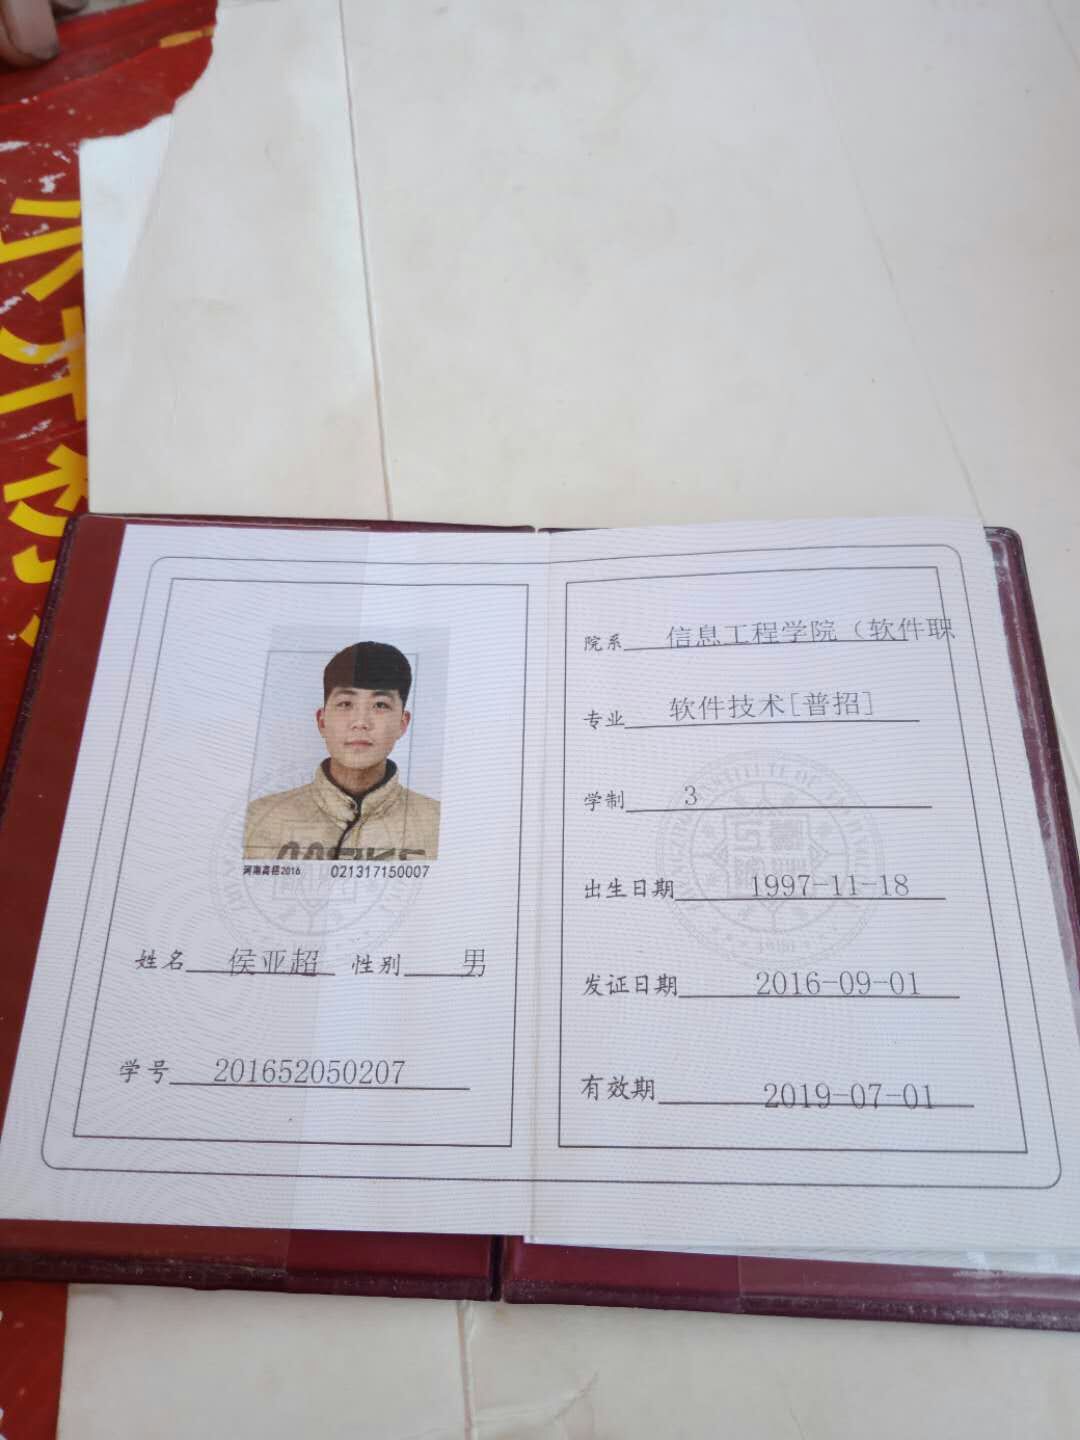 河南高招2016 021317150007
姓名 侯亚超 性别 男
学号 201652050207
院系 信息工程学院（软件职
专业 软件技术[普招]
学制 3
出生日期 1997-11-18
发证日期 2016-09-01
有效期 2019-07-01